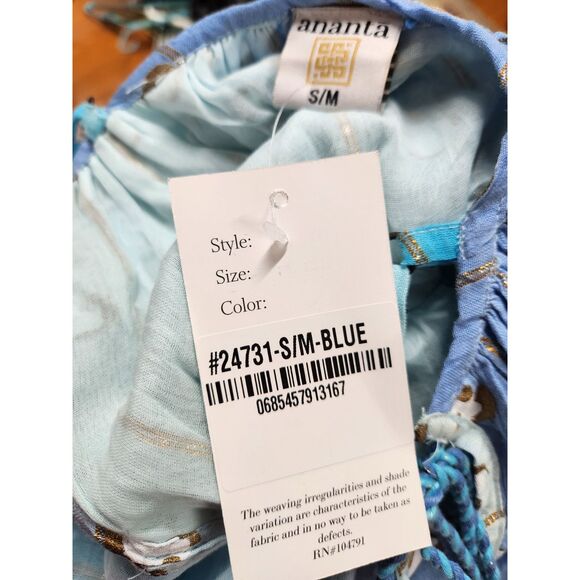 ananta
S/M
Style:
Size:
Color:
#24731-S/M-BLUE
0685457913167
The weaving irregularities and shade
variation are characteristics of the
fabric and in no way to be taken as
defects.
RN#104791